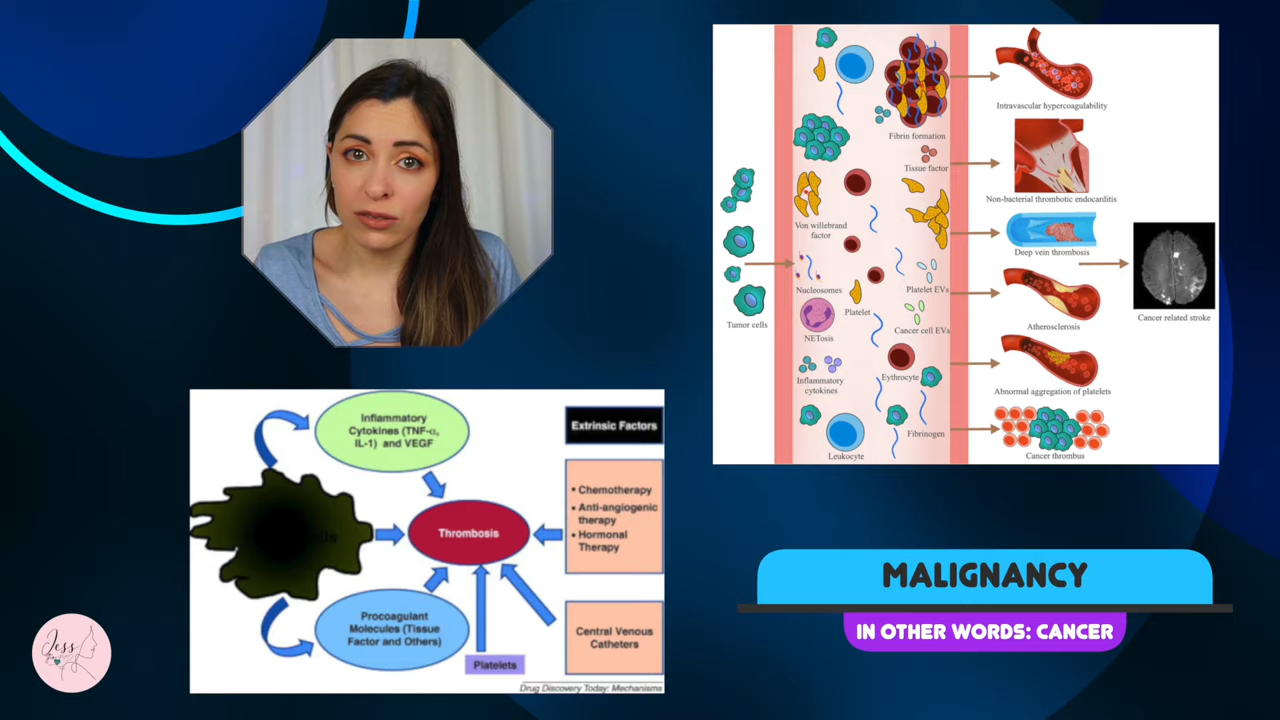 Fibrin formation
Tissue factor
Von willebrand
factor
Nucleosomes
Platelet EVs
Platelet
Cancer cell EVs
NETosis
Tumor cells
Inflammatory
cytokines
Eythrocyte
Fibrinogen
Leukocyte
Intravascular hypercoagulability
Non-bacterial thrombotic endocarditis
Deep vein thrombosis
Atherosclerosis
Abnormal aggregation of platelets
Cancer thrombus
Cancer related stroke
Inflammatory
Cytokines (TNF-α,
IL-1) and VEGF
Extrinsic Factors
• Chemotherapy
• Anti-angiogenic
therapy
• Hormonal
Therapy
Thrombosis
Procoagulant
Molecules (Tissue
Factor and Others)
Platelets
Central Venous
Catheters
Drug Discovery Today: Mechanisms
MALIGNANCY
IN OTHER WORDS: CANCER
Jess